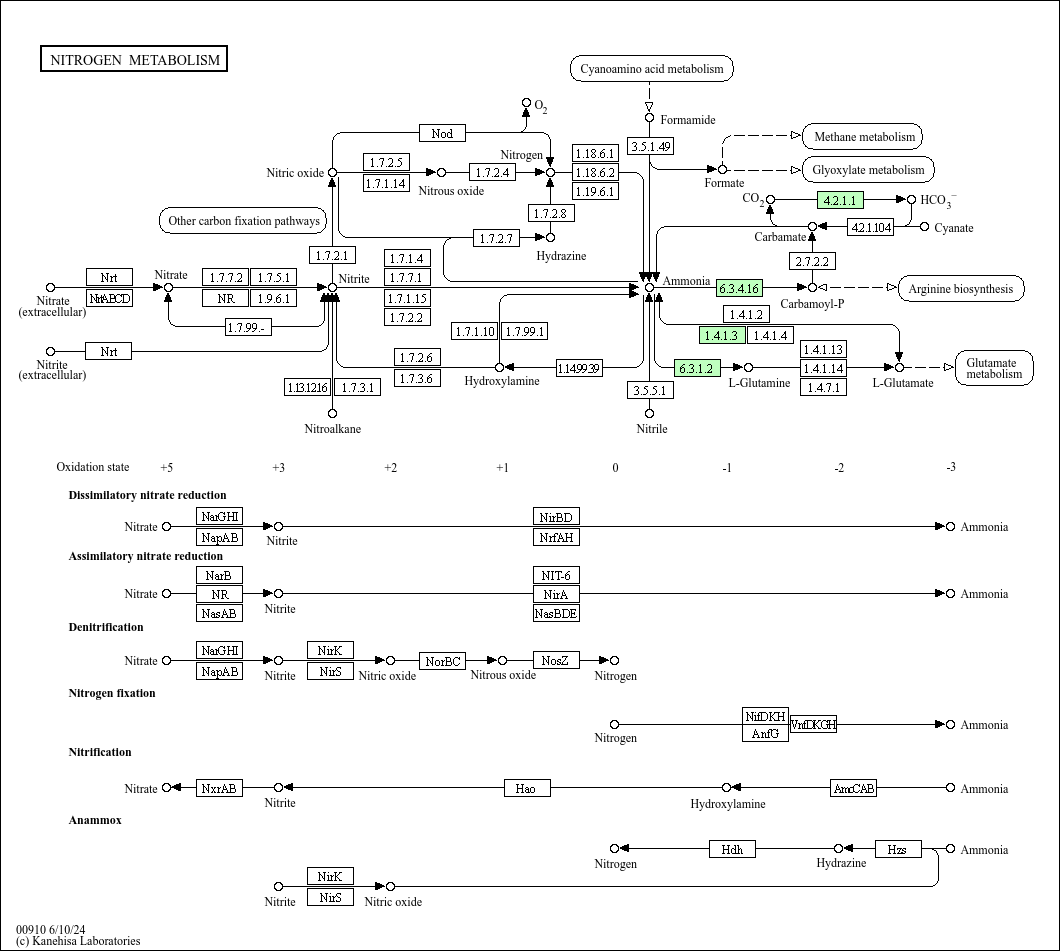 NITROGEN METABOLISM
Cyanoamino acid metabolism
O2
Formamide
Nod
Methane metabolism
3.5.1.49
Nitrogen
1.18.6.1
1.7.2.5
Nitric oxide
1.7.2.4
1.18.6.2
Glyoxylate metabolism
1.7.1.14
Nitrous oxide
1.19.6.1
Formate
CO2
4.2.1.1
HCO3−
Other carbon fixation pathways
1.7.2.8
4.2.1.104
Cyanate
1.7.2.7
Carbamate
1.7.2.1
Hydrazine
1.7.1.4
2.7.2.2
Nrt
Nitrate
1.7.7.2
1.7.5.1
Nitrite
1.7.7.1
Ammonia
6.3.4.16
Arginine biosynthesis
Nitrate
(extracellular)
NrtABCD
NR
1.9.6.1
1.7.1.15
Carbamoyl-P
1.7.2.2
1.4.1.2
1.7.99.-
1.7.1.10
1.7.99.1
1.4.1.3
1.4.1.4
Nrt
1.4.1.13
Nitrite
(extracellular)
1.7.2.6
1.14.99.39
6.3.1.2
1.4.1.14
Glutamate
metabolism
1.7.3.6
Hydroxylamine
L-Glutamine
L-Glutamate
1.13.12.16
1.7.3.1
3.5.5.1
1.4.7.1
Nitroalkane
Nitrile
Oxidation state +5 +3 +2 +1 0 -1 -2 -3
Dissimilatory nitrate reduction
NarGHI
NirBD
Nitrate
Ammonia
NapAB
Nitrite
NrfAH
Assimilatory nitrate reduction
NarB
NIT-6
Nitrate
NR
NirA
Ammonia
Nitrite
NasAB
NasBDE
Denitrification
NarGHI
NirK
Nitrate
NorBC
NosZ
NapAB
Nitrite
NirS
Nitric oxide
Nitrous oxide
Nitrogen
Nitrogen fixation
NifDKH
VnfDKGH
Ammonia
AnfG
Nitrogen
Nitrification
Nitrate
NxrAB
Hao
AmoCAB
Ammonia
Nitrite
Hydroxylamine
Anammox
Hdh
Hzs
Ammonia
Nitrogen
Hydrazine
NirK
NirS
Nitrite
Nitric oxide
00910 6/10/24
(c) Kanehisa Laboratories